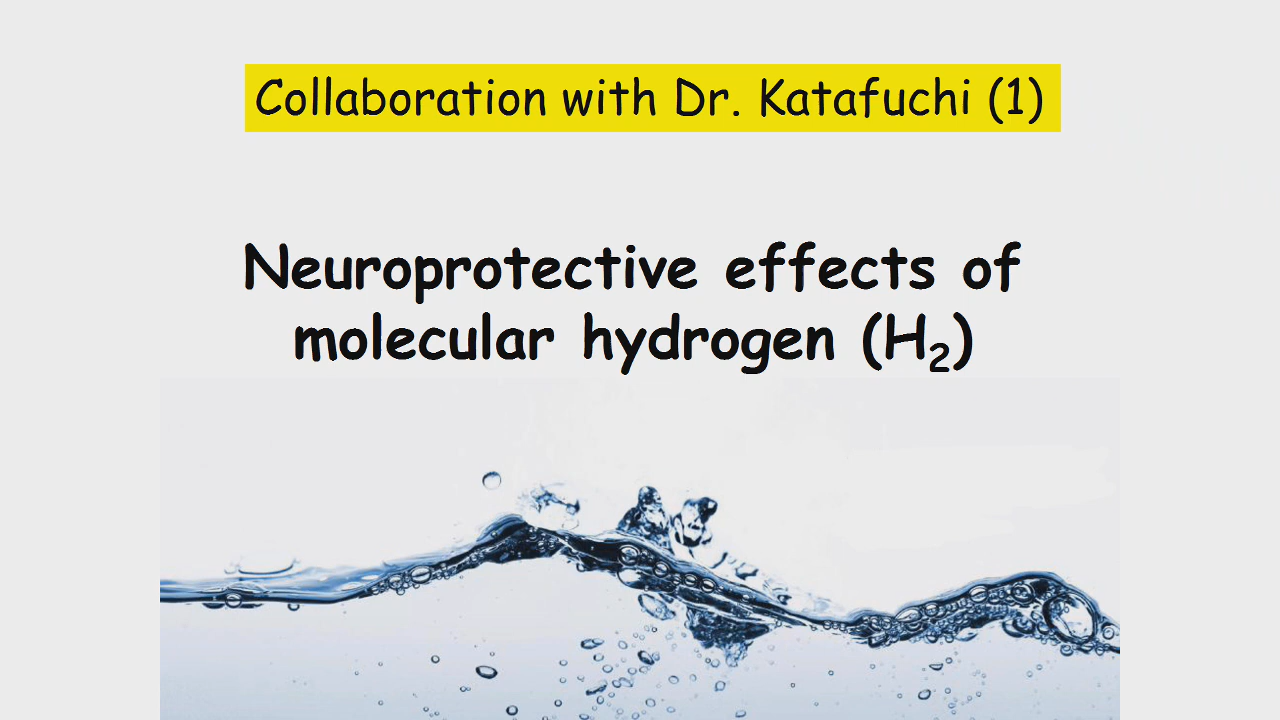 Collaboration with Dr. Katafuchi (1)
Neuroprotective effects of
molecular hydrogen (H₂)